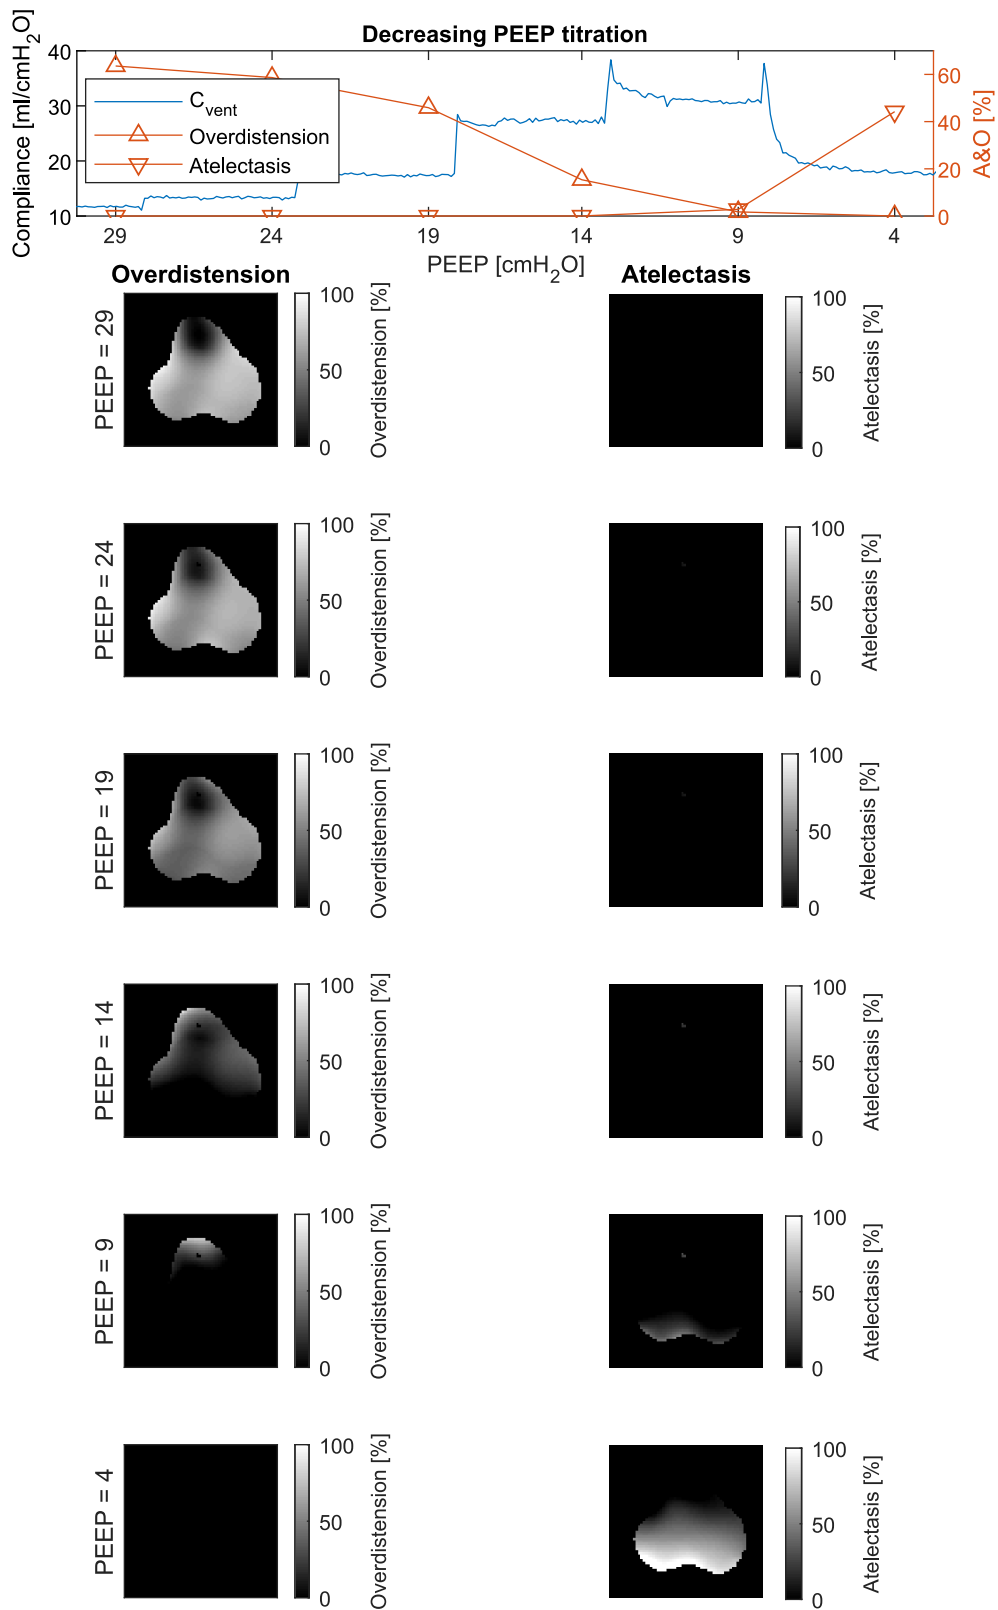 Decreasing PEEP titration
Compliance [ml/cmH2O]
40
30
20
10
Cvent
Overdistension
Atelectasis
60
40
20
0
A&O [%]
29 24 19 14 9 4
PEEP [cmH2O]
Overdistension Atelectasis
PEEP = 29
100
50
0
Overdistension [%]
100
50
0
Atelectasis [%]
PEEP = 24
100
50
0
Overdistension [%]
100
50
0
Atelectasis [%]
PEEP = 19
100
50
0
Overdistension [%]
100
50
0
Atelectasis [%]
PEEP = 14
100
50
0
Overdistension [%]
100
50
0
Atelectasis [%]
PEEP = 9
100
50
0
Overdistension [%]
100
50
0
Atelectasis [%]
PEEP = 4
100
50
0
Overdistension [%]
100
50
0
Atelectasis [%]